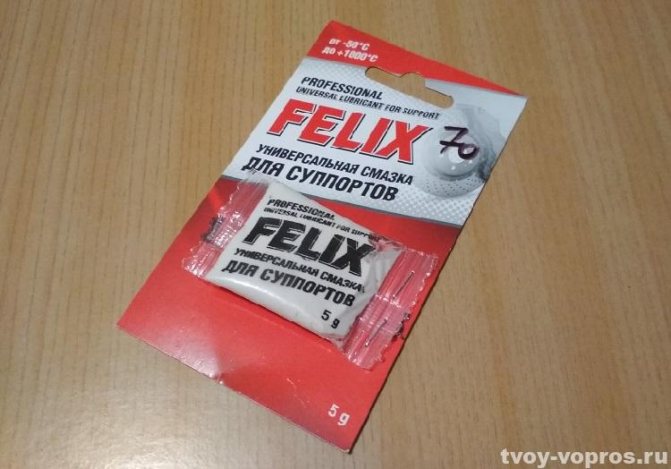 от -50°С
до +1000°С
PROFESSIONAL
UNIVERSAL LUBRICANT FOR SUPPORT
FELIX
70
УНИВЕРСАЛЬНАЯ СМАЗКА
ДЛЯ СУППОРТОВ
PROFESSIONAL
UNIVERSAL LUBRICANT FOR SUPPORT
FELIX
УНИВЕРСАЛЬНАЯ СМАЗКА
ДЛЯ СУППОРТОВ
5 g
5 g
tvoy-vopros.ru